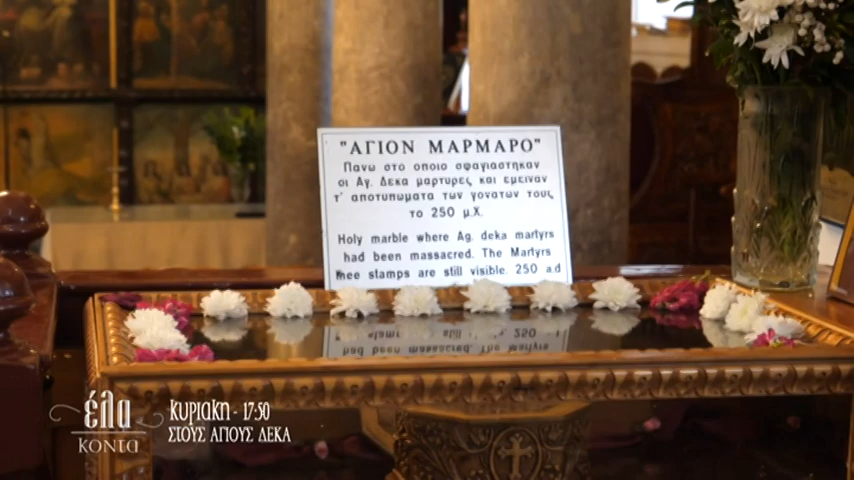 "ΑΓΙΟΝ ΜΑΡΜΑΡΟ"
Πανω στο οποιο σφαγιαστηκαν
οι Αγ. Δεκα μαρτυρες και εμειναν
τ' αποτυπωματα των γονατων τους
το 250 μ.Χ.
Holy marble where Ag. deka martyrs
had been massacred. The Martyrs
mee stamps are still visible. 250 a.d
έλα
ΚΟΝΤΑ
ΚΥΡΙΑΚΗ - 17:50
ΣΤΟΥΣ ΑΓΙΟΥΣ ΔΕΚΑ